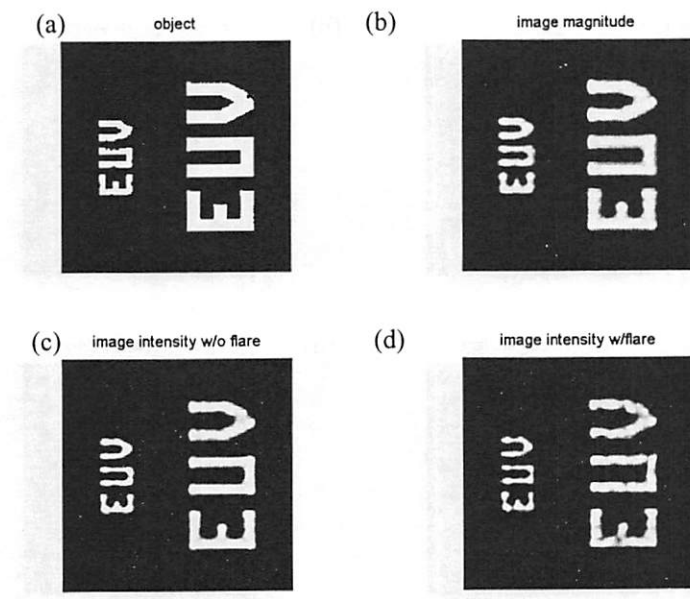 (a) object
EUV
EUV
(b) image magnitude
EUV
EUV
(c) image intensity w/o flare
EUV
EUV
(d) image intensity w/flare
EUV
EUV